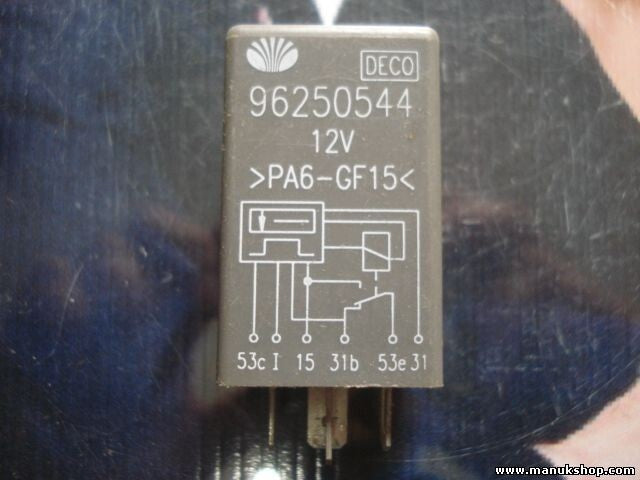 DECO
96250544
12V
>PA6-GF15<
53c I 15 31b 53e 31
www.manukshop.com